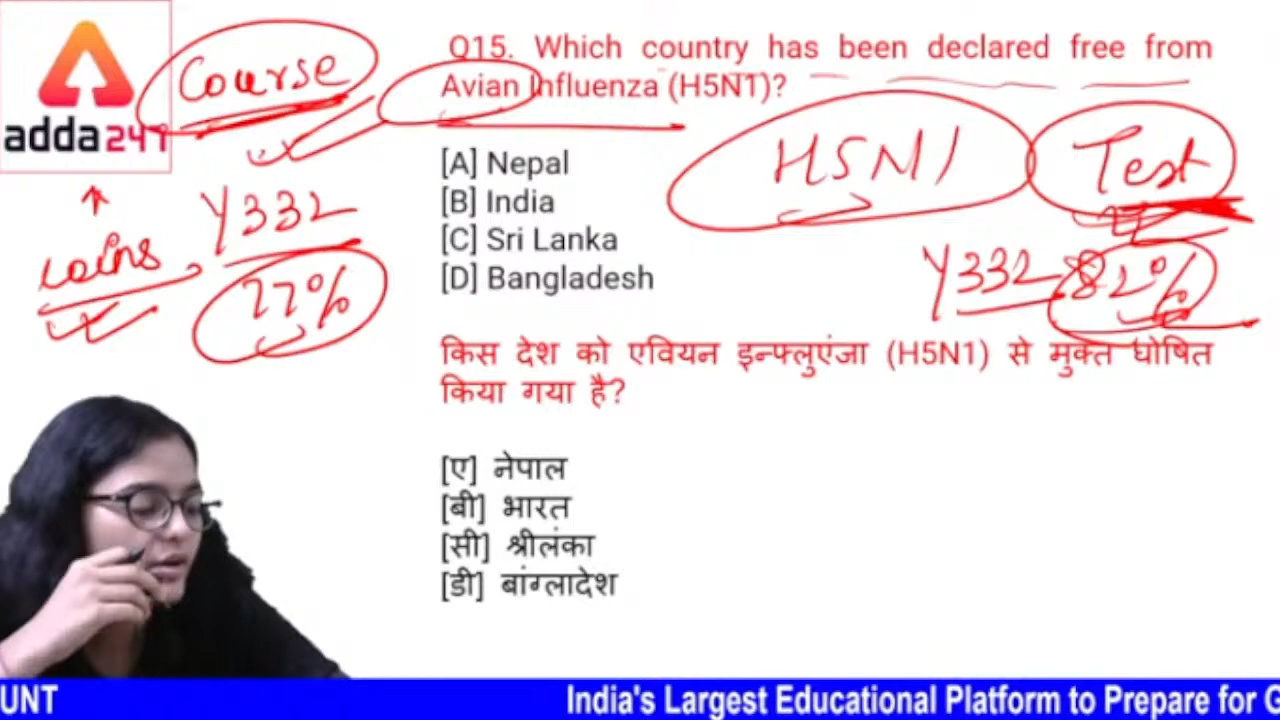 adda247
Course
Q15. Which country has been declared free from
Avian Influenza (H5N1)?
H5N1
Test
[A] Nepal
[B] India
[C] Sri Lanka
[D] Bangladesh
Y332
coins
77%
Y332
82%
किस देश को एवियन इन्फ्लुएंजा (H5N1) से मुक्त घोषित
किया गया है?
[ए] नेपाल
[बी] भारत
[सी] श्रीलंका
[डी] बांग्लादेश
UNT India's Largest Educational Platform to Prepare for G